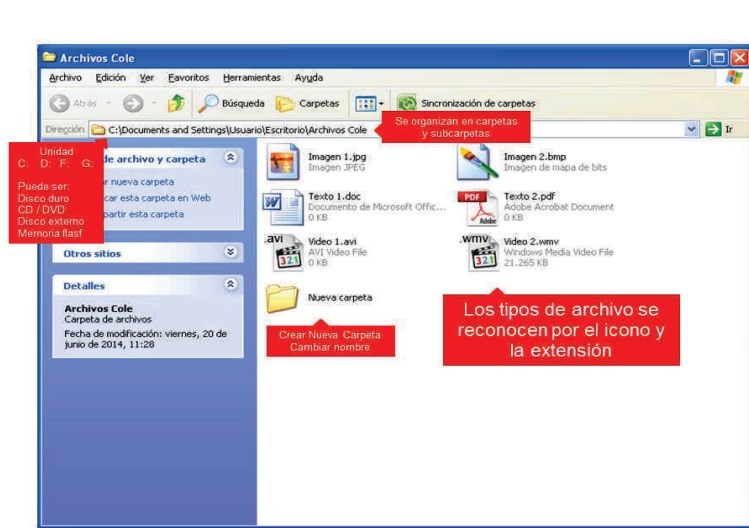 Archivos Cole
Archivo Edición Ver Favoritos Herramientas Ayuda
Atrás Búsqueda Carpetas Sincronización de carpetas
Dirección C:\Documents and Settings\Usuario\Escritorio\Archivos Cole Ir
Se organizan en carpetas
y subcarpetas
Unidad
C: D: F: G:
Puede ser:
Disco duro
CD / DVD
Disco externo
Memoria flasf
de archivo y carpeta
nueva carpeta
esta carpeta en Web
esta carpeta
Otros sitios
Detalles
Archivos Cole
Carpeta de archivos
Fecha de modificación: viernes, 20 de
junio de 2014, 11:28
Imagen 1.jpg
Imagen JPEG
Imagen 2.bmp
Imagen de mapa de bits
Texto 1.doc
Documento de Microsoft Offic...
0 KB
PDF
Adobe
Texto 2.pdf
Adobe Acrobat Document
0 KB
.avi
321
Video 1.avi
AVI Video File
0 KB
.wmv
321
Video 2.wmv
Windows Media Video File
21.265 KB
Nueva carpeta
Crear Nueva Carpeta
Cambiar nombre
Los tipos de archivo se
reconocen por el icono y
la extensión